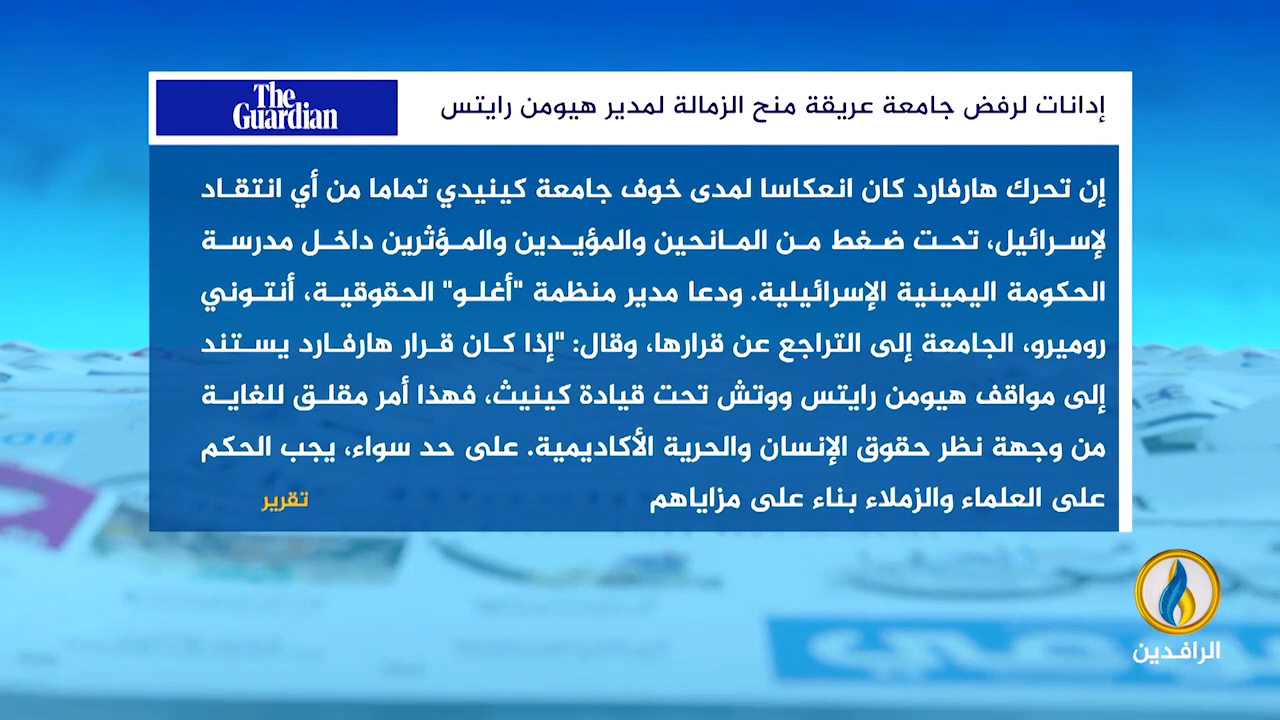 The
Guardian
إدانات لرفض جامعة عريقة منح الزمالة لمدير هيومن رايتس
إن تحرك هارفارد كان انعكاسا لمدى خوف جامعة كينيدي تماما من أي انتقاد
لإسرائيل، تحت ضغط من المانحين والمؤيدين والمؤثرين داخل مدرسة
الحكومة اليمينية الإسرائيلية. ودعا مدير منظمة "أغلو" الحقوقية، أنتوني
روميرو، الجامعة إلى التراجع عن قرارها، وقال: "إذا كان قرار هارفارد يستند
إلى مواقف هيومن رايتس ووتش تحت قيادة كينيث، فهذا أمر مقلق للغاية
من وجهة نظر حقوق الإنسان والحرية الأكاديمية. على حد سواء، يجب الحكم
على العلماء والزملاء بناء على مزاياهم
تقرير
الرافدين